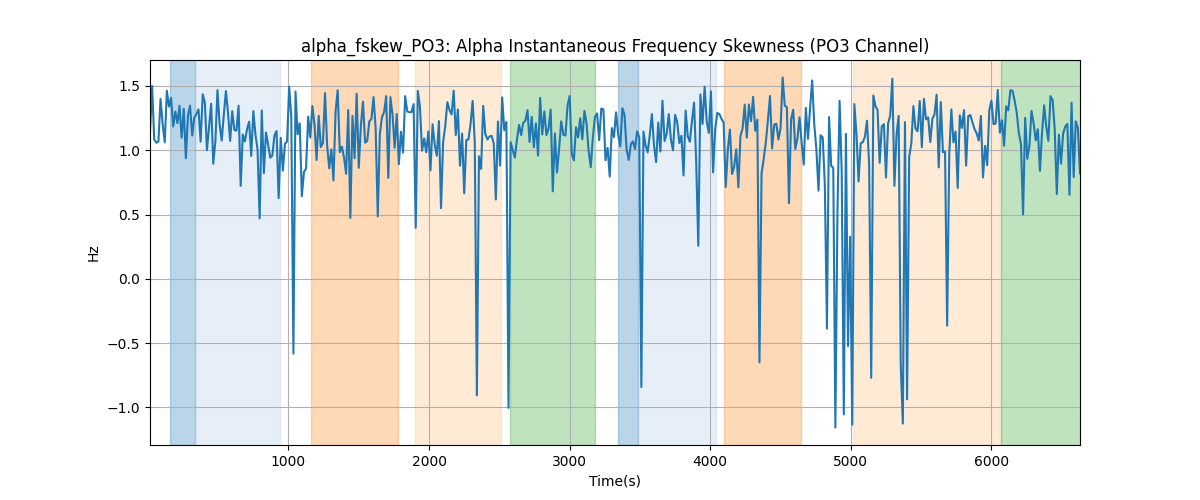 alpha_fskew_PO3: Alpha Instantaneous Frequency Skewness (PO3 Channel)
1.5
1.0
0.5
0.0
−0.5
−1.0
Hz
1000 2000 3000 4000 5000 6000
Time(s)